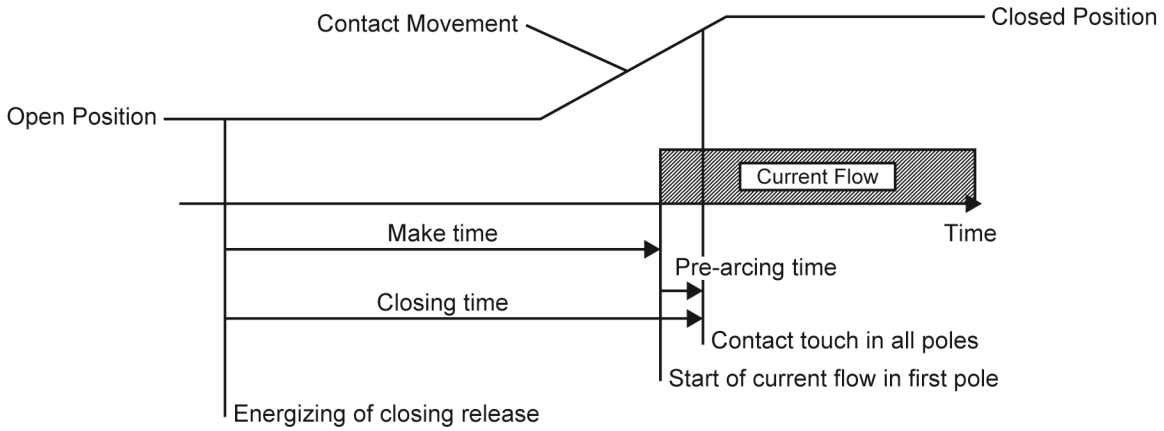 Closed Position
Contact Movement
Open Position
Current Flow
Make time
Time
Pre-arcing time
Closing time
Contact touch in all poles
Start of current flow in first pole
Energizing of closing release